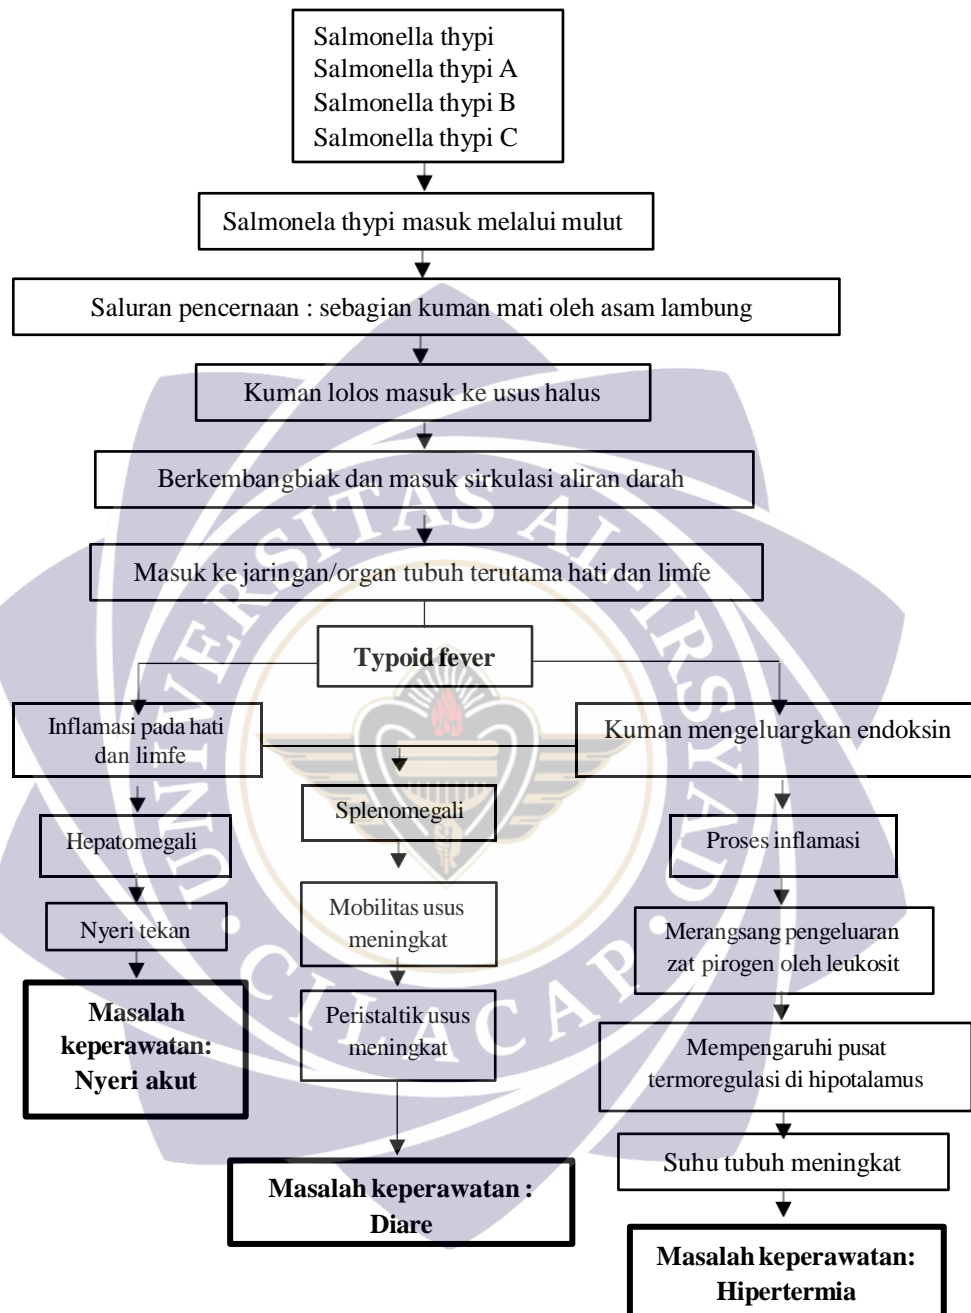 Salmonella thypi
Salmonella thypi A
Salmonella thypi B
Salmonella thypi C
Salmonela thypi masuk melalui mulut
Saluran pencernaan : sebagian kuman mati oleh asam lambung
Kuman lolos masuk ke usus halus
Berkembangbiak dan masuk sirkulasi aliran darah
Masuk ke jaringan/organ tubuh terutama hati dan limfe
Typoid fever
Inflamasi pada hati
dan limfe
Hepatomegali
Nyeri tekan
Masalah
keperawatan:
Nyeri akut
Splenomegali
Mobilitas usus
meningkat
Peristaltik usus
meningkat
Masalah keperawatan :
Diare
Kuman mengeluargkan endoksin
Proses inflamasi
Merangsang pengeluaran
zat pirogen oleh leukosit
Mempengaruhi pusat
termoregulasi di hipotalamus
Suhu tubuh meningkat
Masalah keperawatan:
Hipertermia
UNIVERSITAS AL-IRSYAD
CILACAP